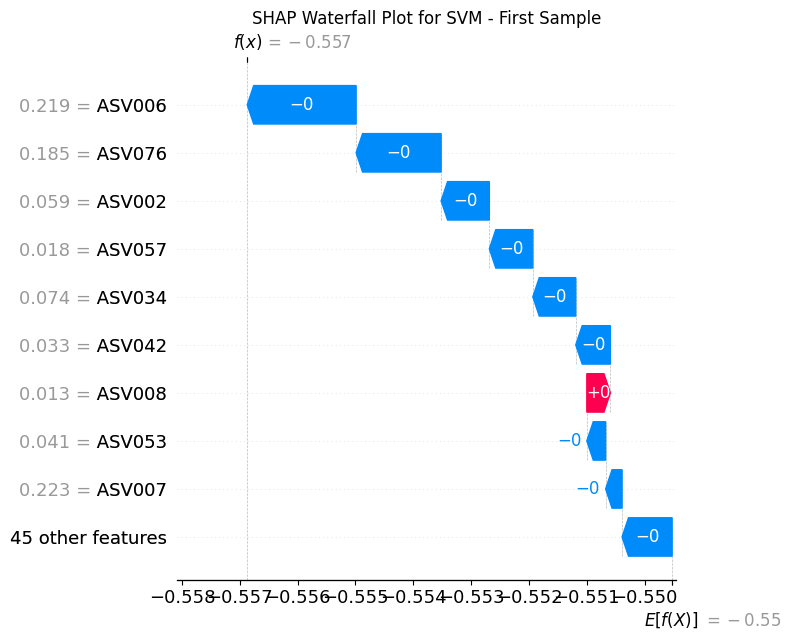 SHAP Waterfall Plot for SVM - First Sample
f(x) = −0.557
0.219 = ASV006
−0
0.185 = ASV076
−0
0.059 = ASV002
−0
0.018 = ASV057
−0
0.074 = ASV034
−0
0.033 = ASV042
−0
0.013 = ASV008
+0
0.041 = ASV053
−0
0.223 = ASV007
−0
45 other features
−0
−0.558 −0.557 −0.556 −0.555 −0.554 −0.553 −0.552 −0.551 −0.550
E[f(X)] = −0.55